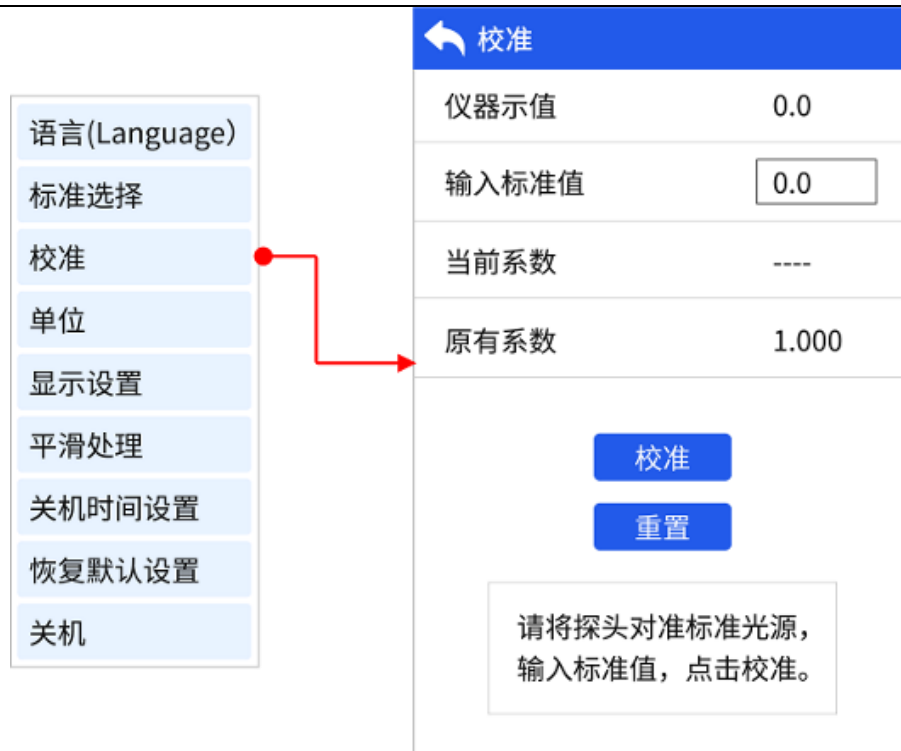 语言(Language）
标准选择
校准
单位
显示设置
平滑处理
关机时间设置
恢复默认设置
关机
校准
仪器示值 0.0
输入标准值 0.0
当前系数 ----
原有系数 1.000
校准
重置
请将探头对准标准光源，
输入标准值，点击校准。